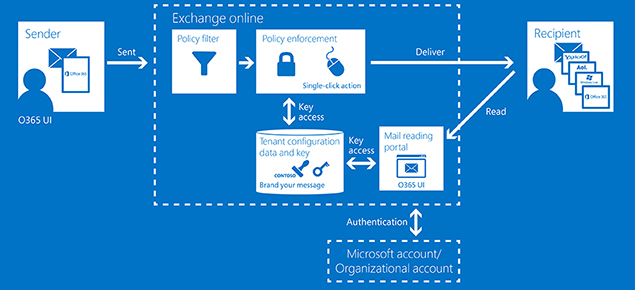 Exchange online
Sender
Office 365
O365 UI
Sent
Policy filter
Policy enforcement
Single-click action
Deliver
Recipient
YAHOO!
Aol.
Windows Live
Office 365
Read
Key
access
Tenant configuration
data and key
CONTOSO
Brand your message
Key
access
Mail reading
portal
O365 UI
Authentication
Microsoft account/
Organizational account